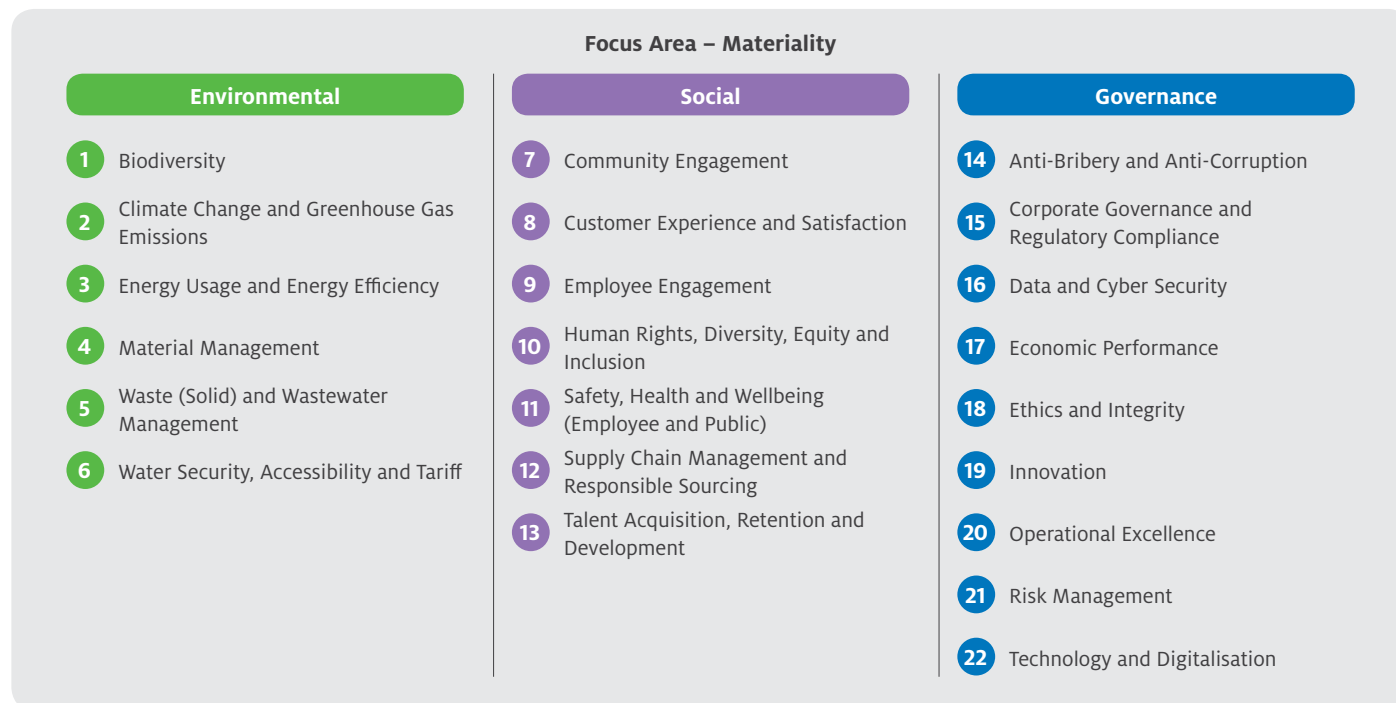 Focus Area – Materiality
Environmental
1 Biodiversity
2 Climate Change and Greenhouse Gas
Emissions
3 Energy Usage and Energy Efficiency
4 Material Management
5 Waste (Solid) and Wastewater
Management
6 Water Security, Accessibility and Tariff
Social
7 Community Engagement
8 Customer Experience and Satisfaction
9 Employee Engagement
10 Human Rights, Diversity, Equity and
Inclusion
11 Safety, Health and Wellbeing
(Employee and Public)
12 Supply Chain Management and
Responsible Sourcing
13 Talent Acquisition, Retention and
Development
Governance
14 Anti-Bribery and Anti-Corruption
15 Corporate Governance and
Regulatory Compliance
16 Data and Cyber Security
17 Economic Performance
18 Ethics and Integrity
19 Innovation
20 Operational Excellence
21 Risk Management
22 Technology and Digitalisation